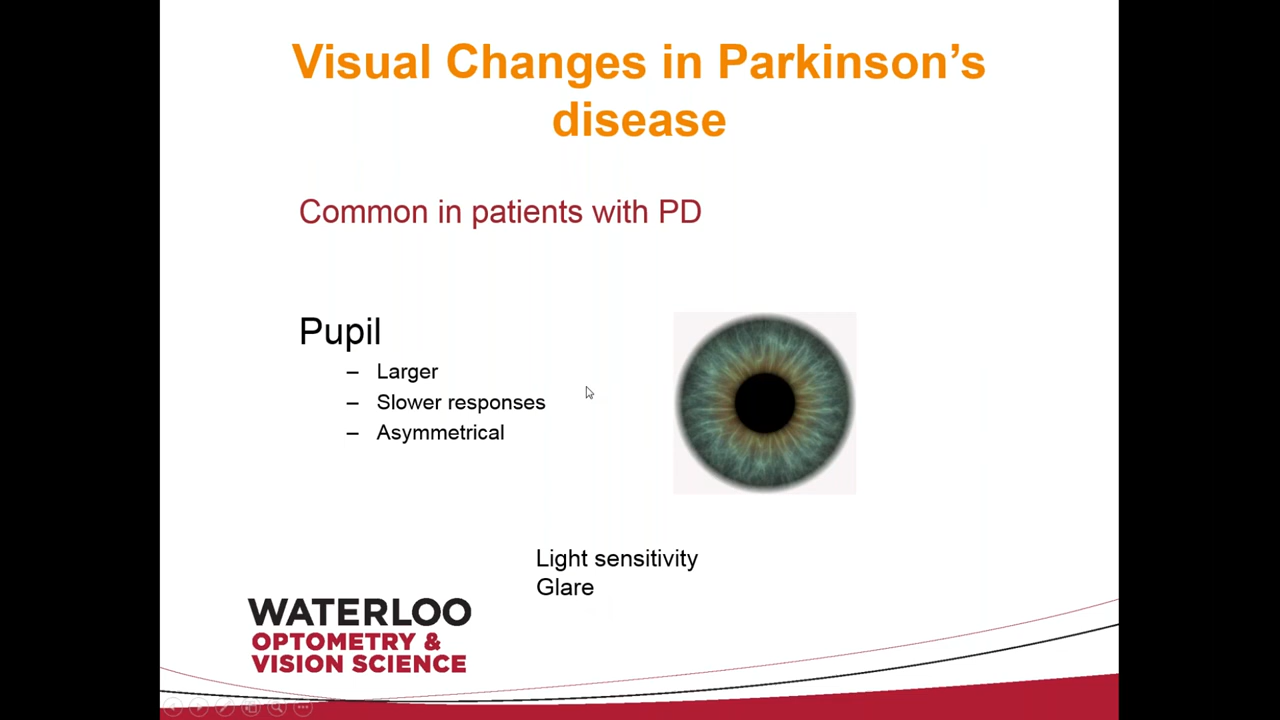 Visual Changes in Parkinson’s
disease
Common in patients with PD
Pupil
– Larger
– Slower responses
– Asymmetrical
Light sensitivity
Glare
WATERLOO
OPTOMETRY &
VISION SCIENCE